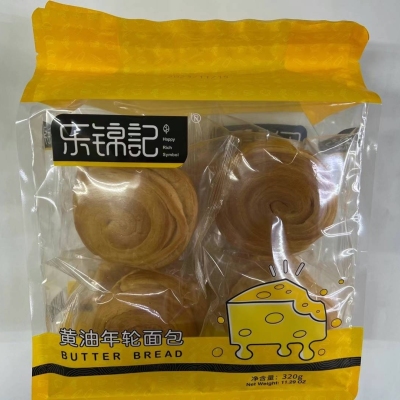 乐锦記
®
Happy
Rich
Symbol
黄油年轮面包
BUTTER BREAD
净含量: 320g
Net Weight: 11.29 OZ